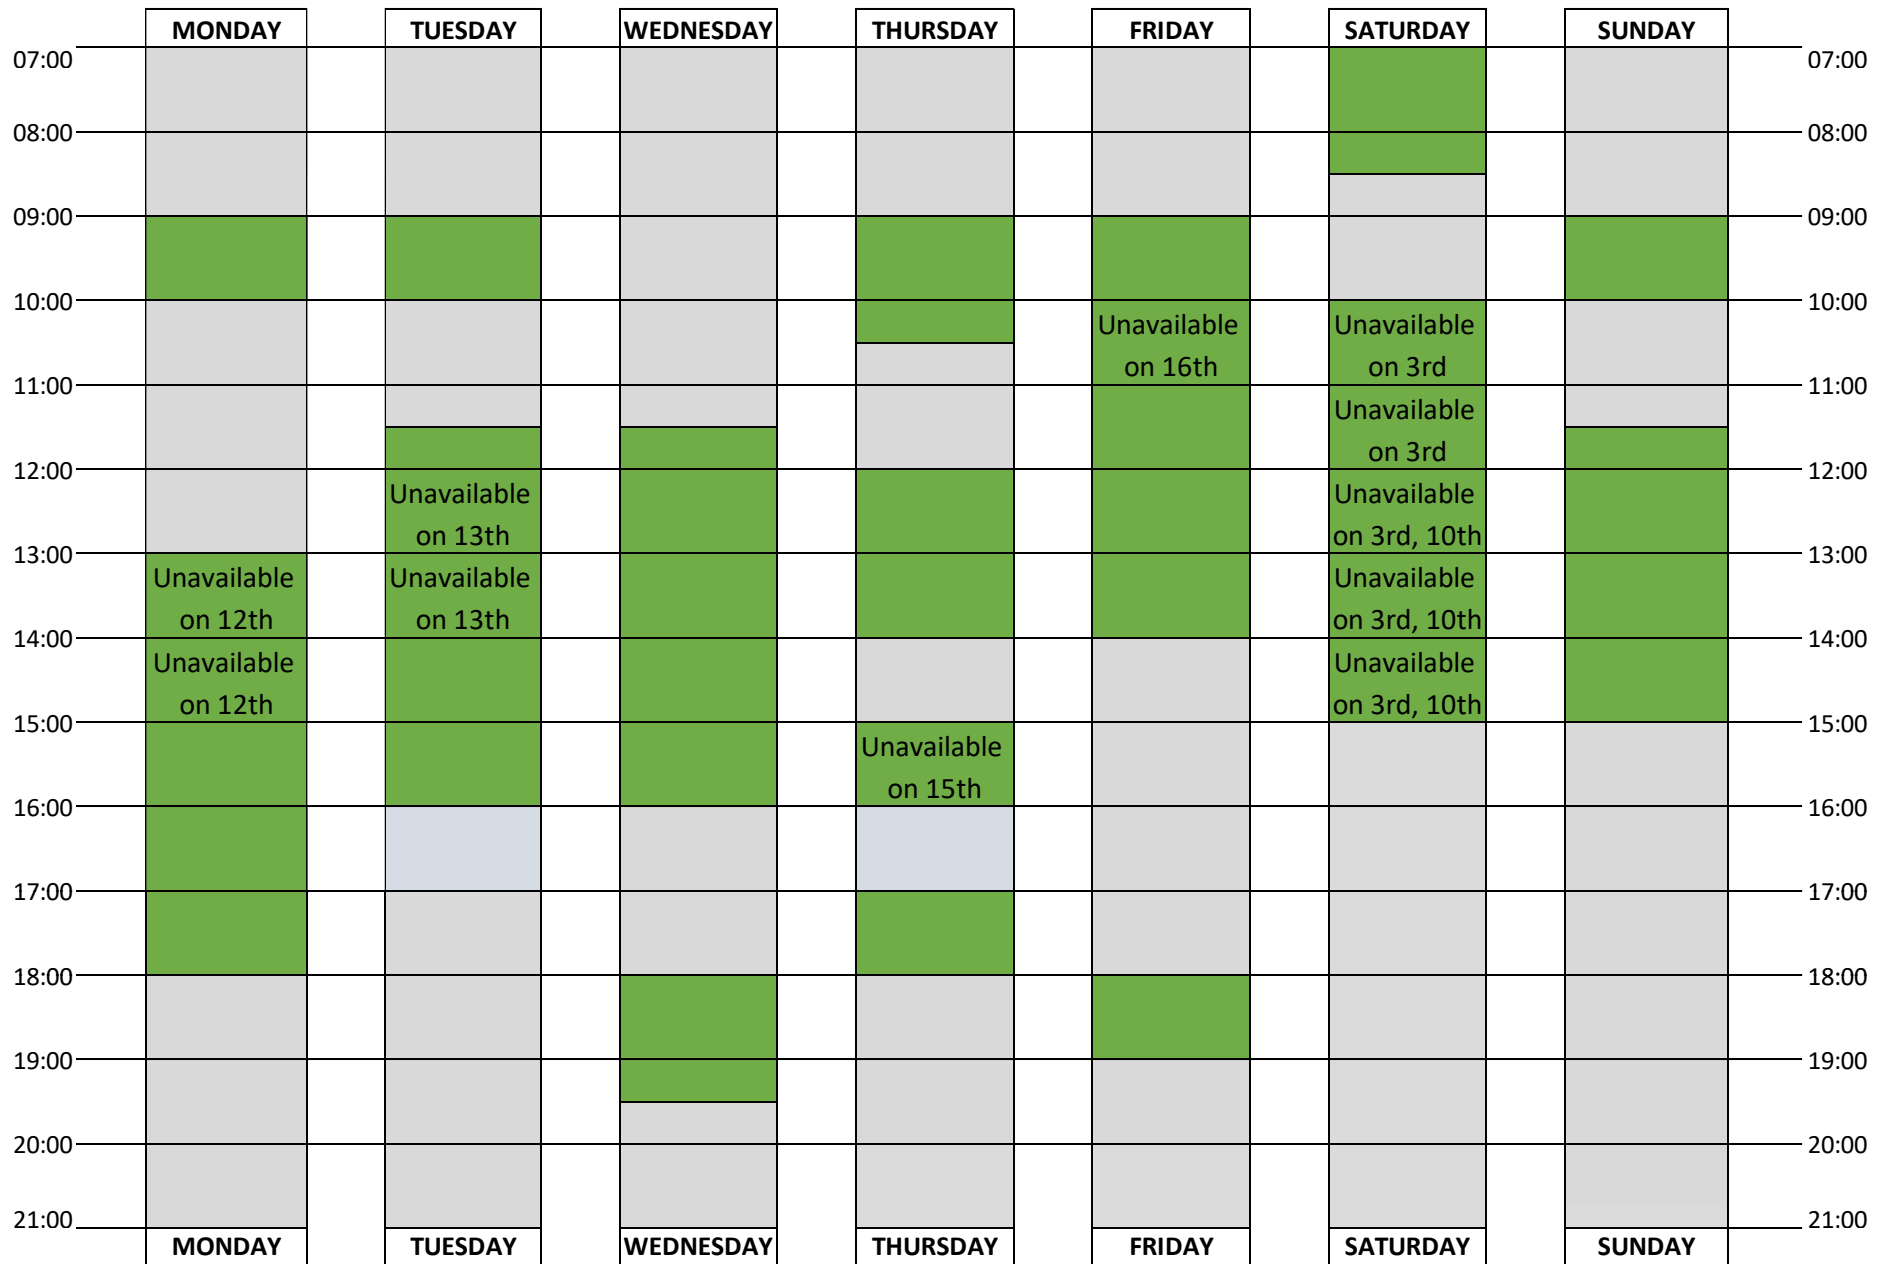 MONDAY TUESDAY WEDNESDAY THURSDAY FRIDAY SATURDAY SUNDAY
07:00 07:00
08:00 08:00
09:00 09:00
10:00 10:00
Unavailable Unavailable
on 16th on 3rd
11:00 11:00
Unavailable
on 3rd
12:00 12:00
Unavailable Unavailable
on 13th on 3rd, 10th
13:00 13:00
Unavailable Unavailable Unavailable
on 12th on 13th on 3rd, 10th
14:00 14:00
Unavailable Unavailable
on 12th on 3rd, 10th
15:00 15:00
Unavailable
on 15th
16:00 16:00
17:00 17:00
18:00 18:00
19:00 19:00
20:00 20:00
21:00 21:00
MONDAY TUESDAY WEDNESDAY THURSDAY FRIDAY SATURDAY SUNDAY